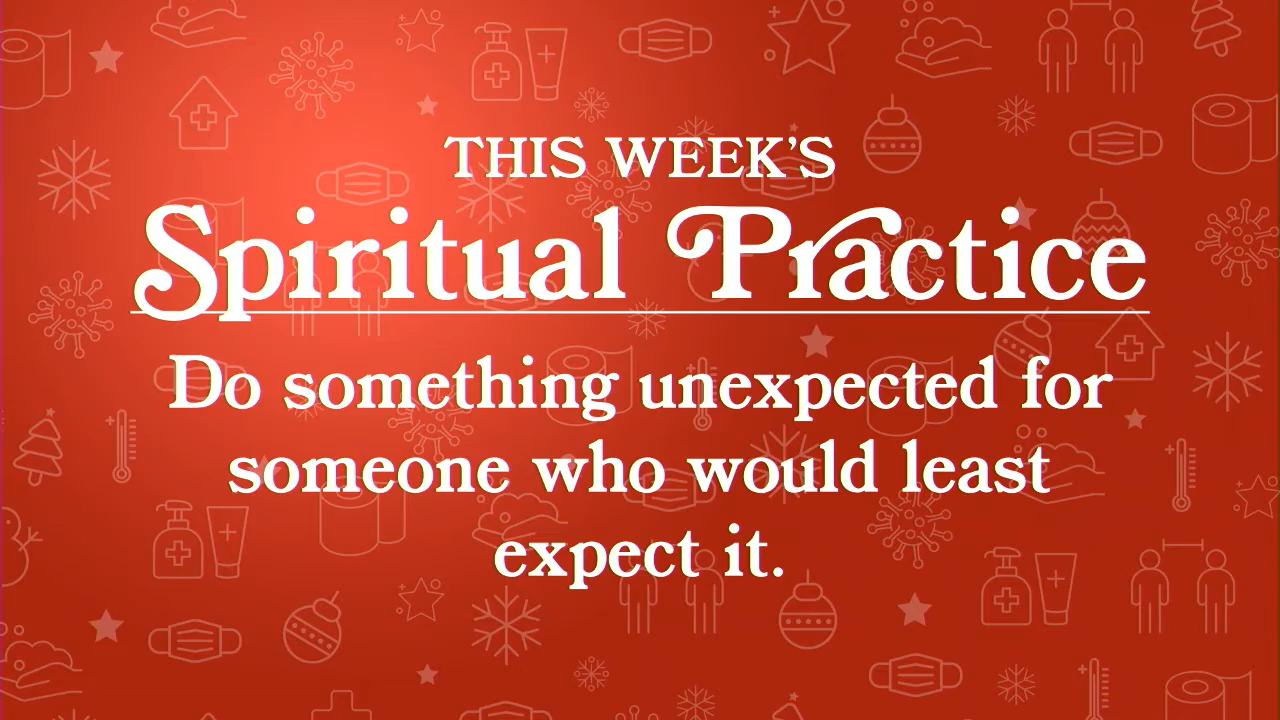 THIS WEEK'S
Spiritual Practice
Do something unexpected for
someone who would least
expect it.